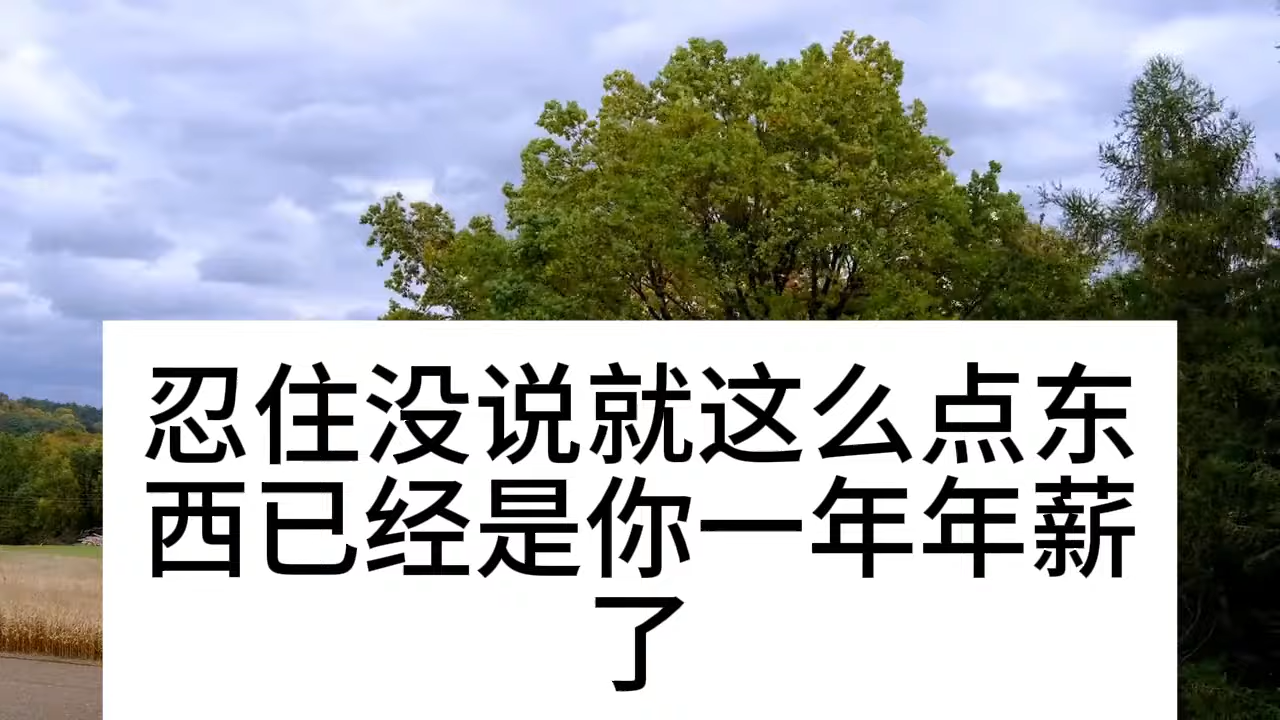 忍住没说就这么点东
西已经是你一年年薪
了